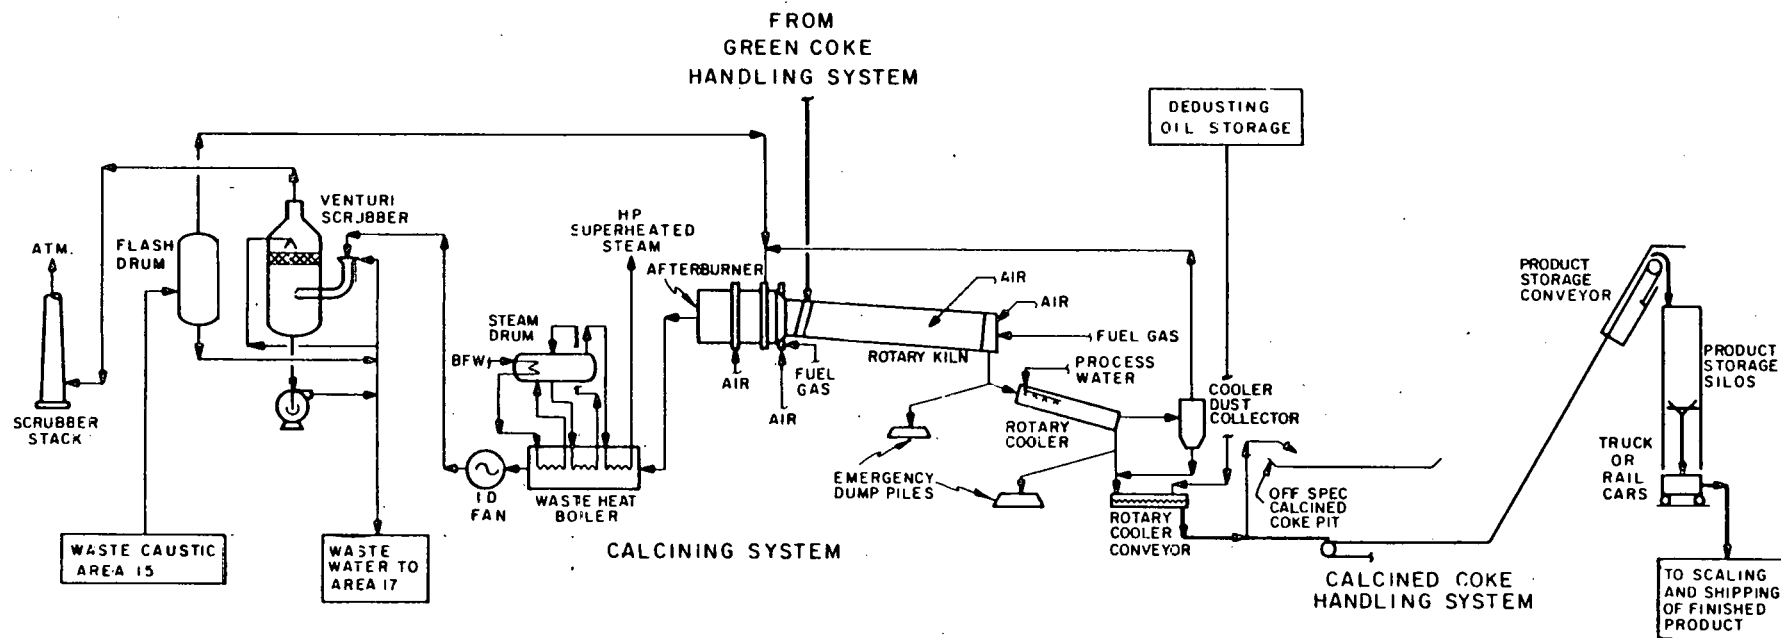 FROM
GREEN COKE
HANDLING SYSTEM
DEDUSTING
OIL STORAGE
VENTURI
SCRUBBER
FLASH
DRUM
ATM.
HP
SUPERHEATED
STEAM
AFTERBURNER
AIR
AIR
FUEL GAS
ROTARY KILN
PRODUCT
STORAGE
CONVEYOR
STEAM
DRUM
BFW
AIR
FUEL
GAS
AIR
PROCESS
WATER
COOLER
DUST
COLLECTOR
PRODUCT
STORAGE
SILOS
SCRUBBER
STACK
ROTARY
COOLER
TRUCK
OR
RAIL
CARS
EMERGENCY
DUMP PILES
I D
FAN
WASTE HEAT
BOILER
OFF SPEC
CALCINED
COKE PIT
ROTARY
COOLER
CONVEYOR
WASTE CAUSTIC
AREA 15
WASTE
WATER TO
AREA 17
CALCINING SYSTEM
CALCINED COKE
HANDLING SYSTEM
TO SCALING
AND SHIPPING
OF FINISHED
PRODUCT